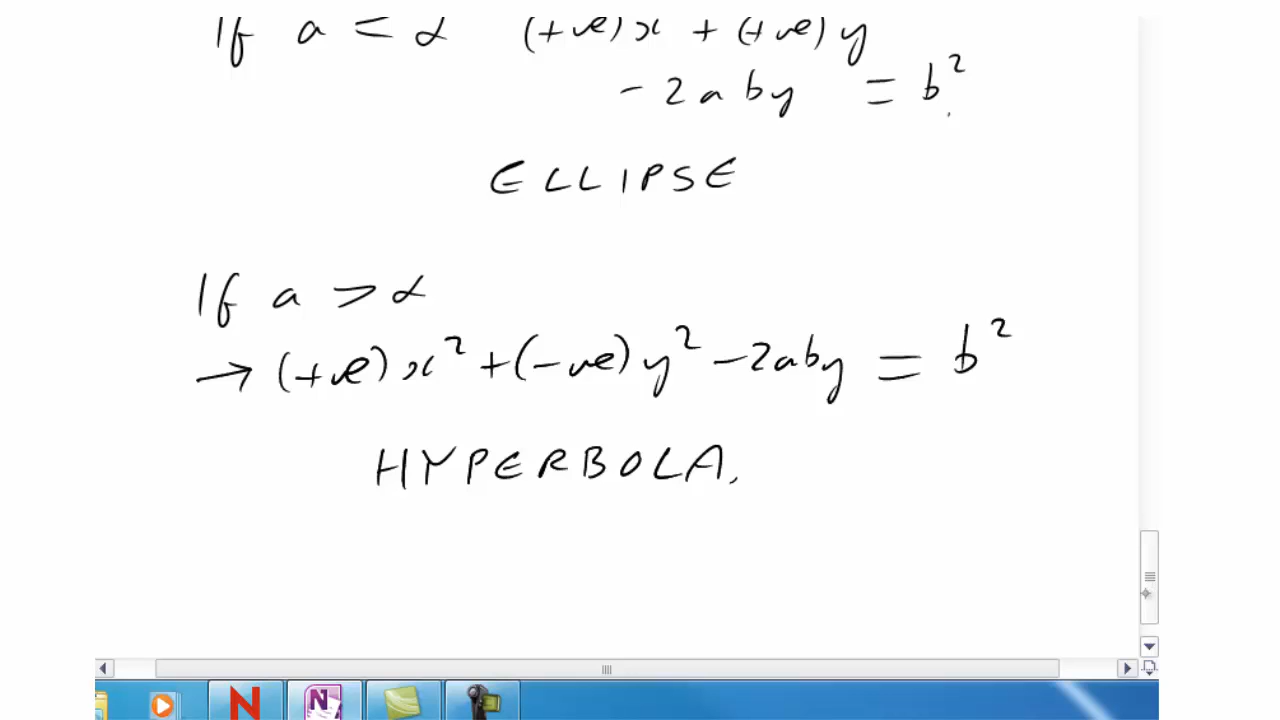 If a < α (+ve) x + (+ve) y
- 2aby = b²
ELLIPSE
If a > α
→ (+ve) x² + (-ve) y² - 2aby = b²
HYPERBOLA.
N
N